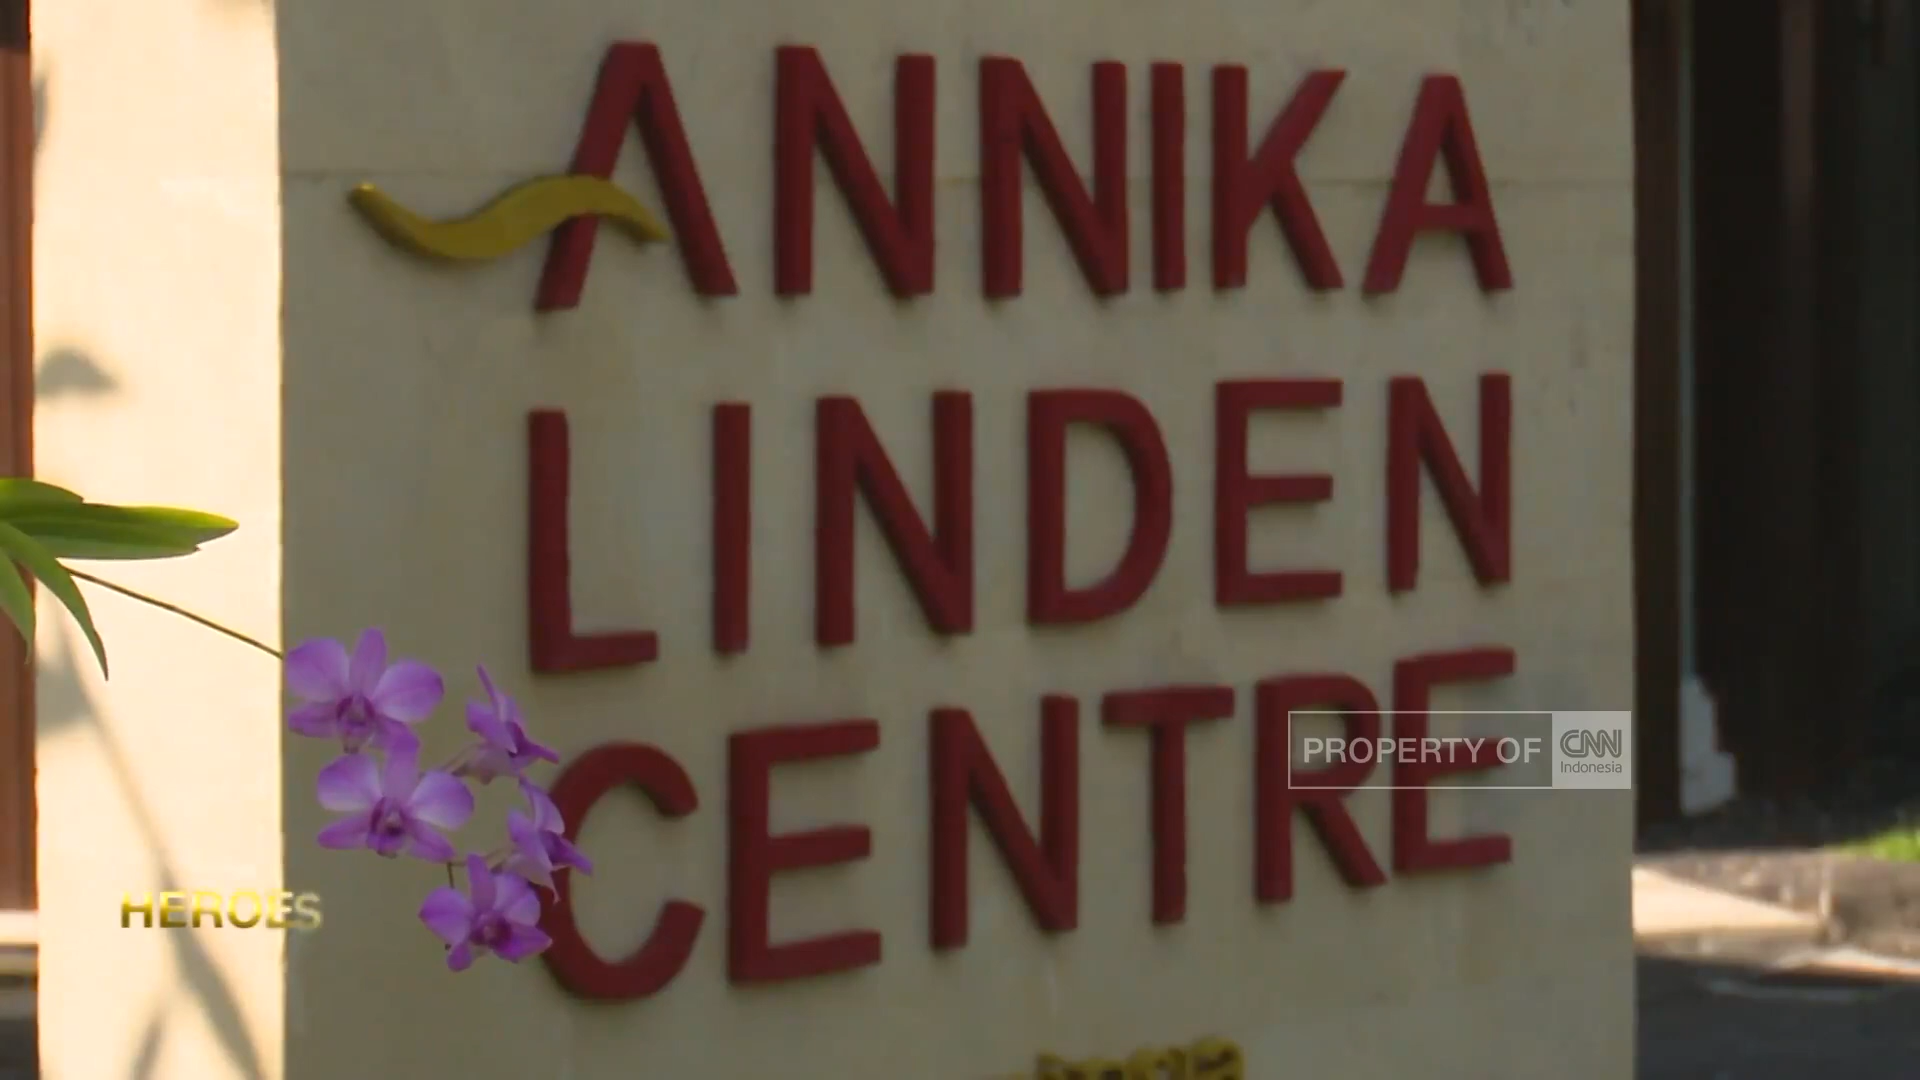 ANNIKA
LINDEN
CENTRE
PROPERTY OF CNN Indonesia
HEROES